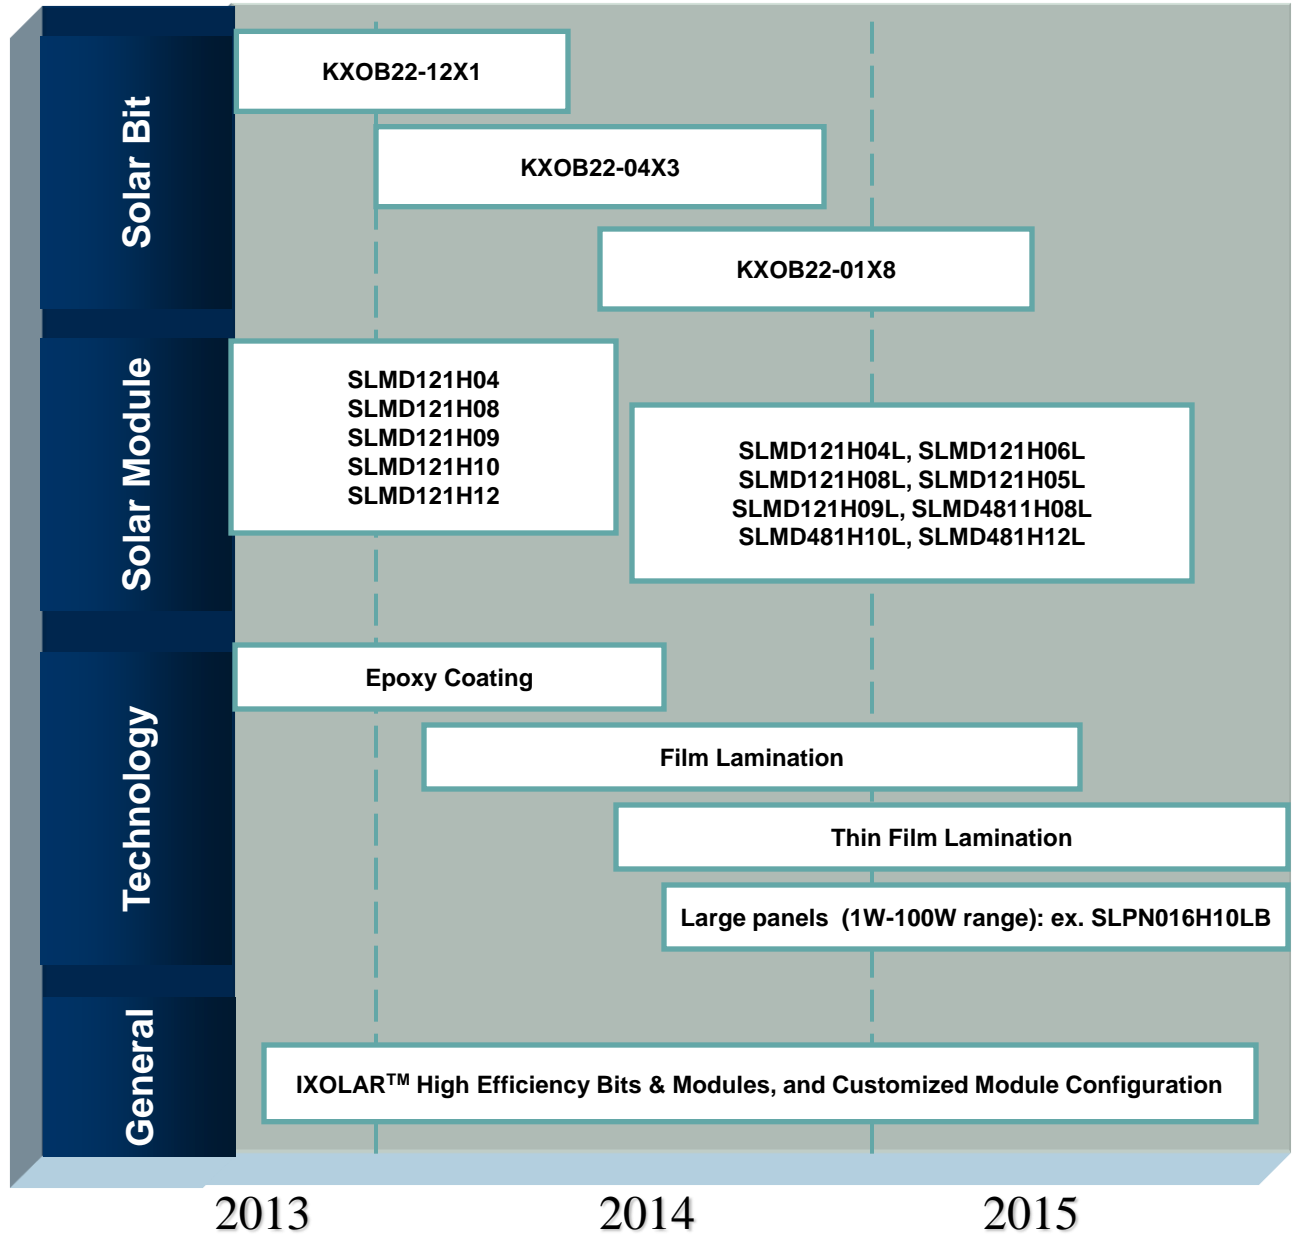 Solar Bit
KXOB22-12X1
KXOB22-04X3
KXOB22-01X8
Solar Module
SLMD121H04
SLMD121H08
SLMD121H09
SLMD121H10
SLMD121H12
SLMD121H04L, SLMD121H06L
SLMD121H08L, SLMD121H05L
SLMD121H09L, SLMD4811H08L
SLMD481H10L, SLMD481H12L
Technology
Epoxy Coating
Film Lamination
Thin Film Lamination
Large panels (1W-100W range): ex. SLPN016H10LB
General
IXOLAR™ High Efficiency Bits & Modules, and Customized Module Configuration
2013
2014
2015